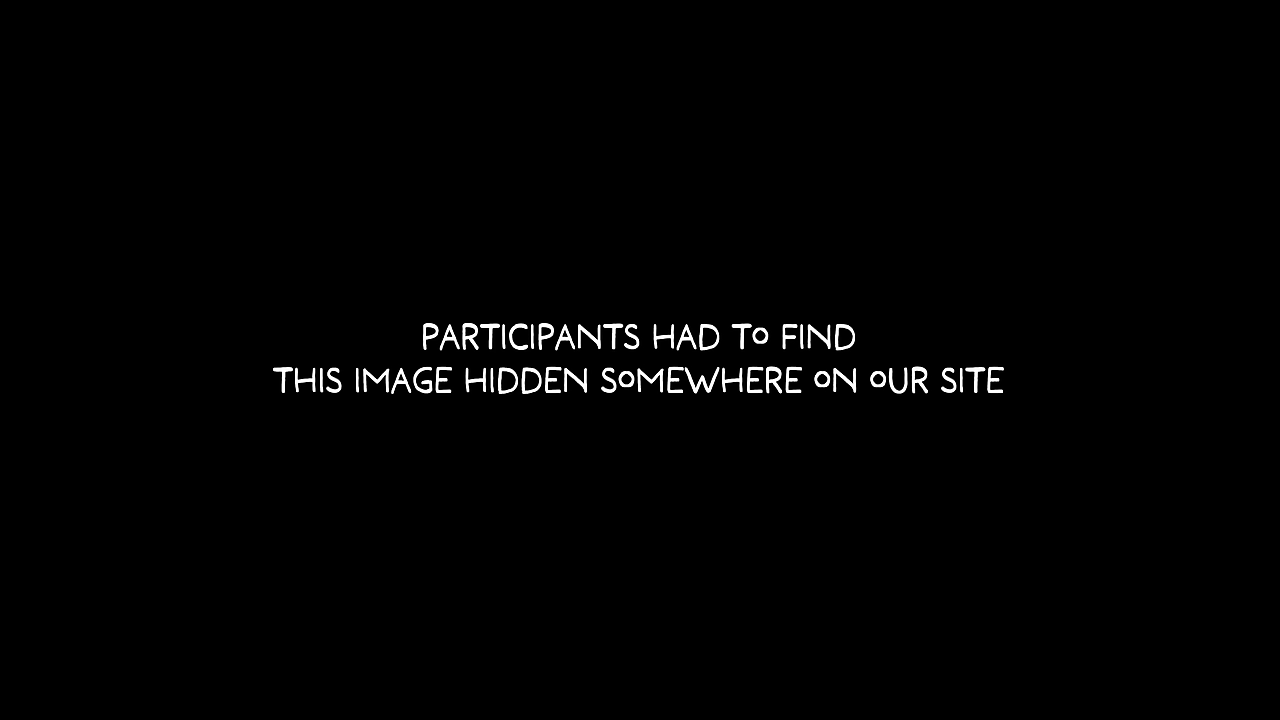 PARTICIPANTS HAD TO FIND
THIS IMAGE HIDDEN SOMEWHERE ON OUR SITE